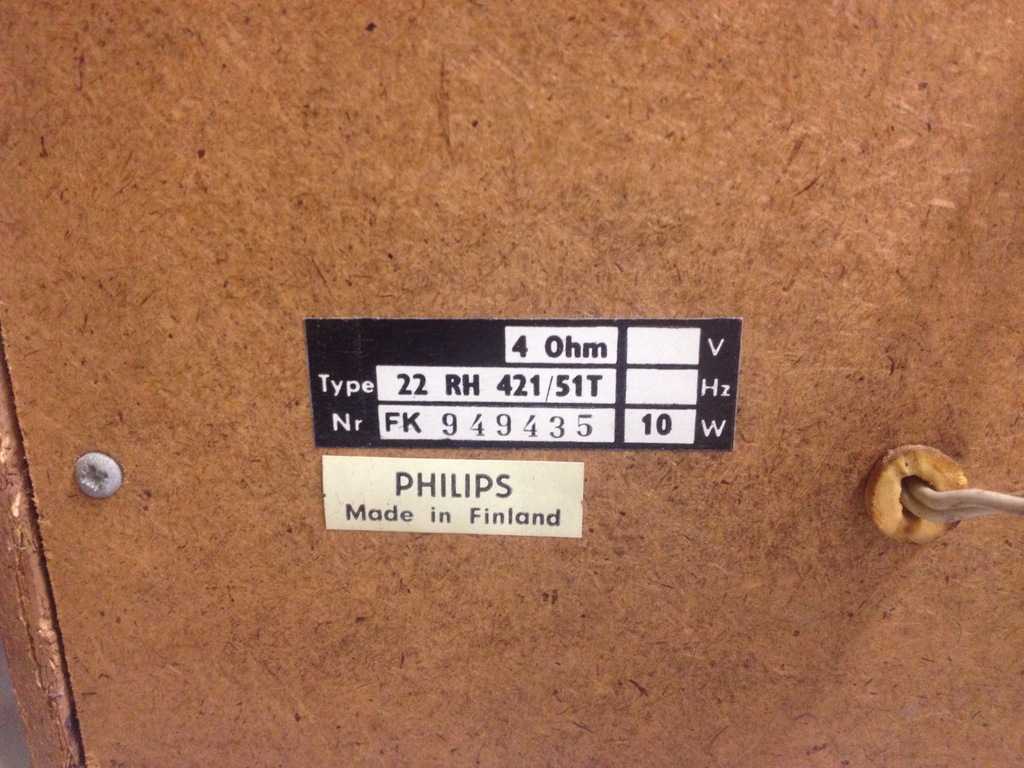 4 Ohm V
Type 22 RH 421/51T Hz
Nr FK 949435 10 W
PHILIPS
Made in Finland